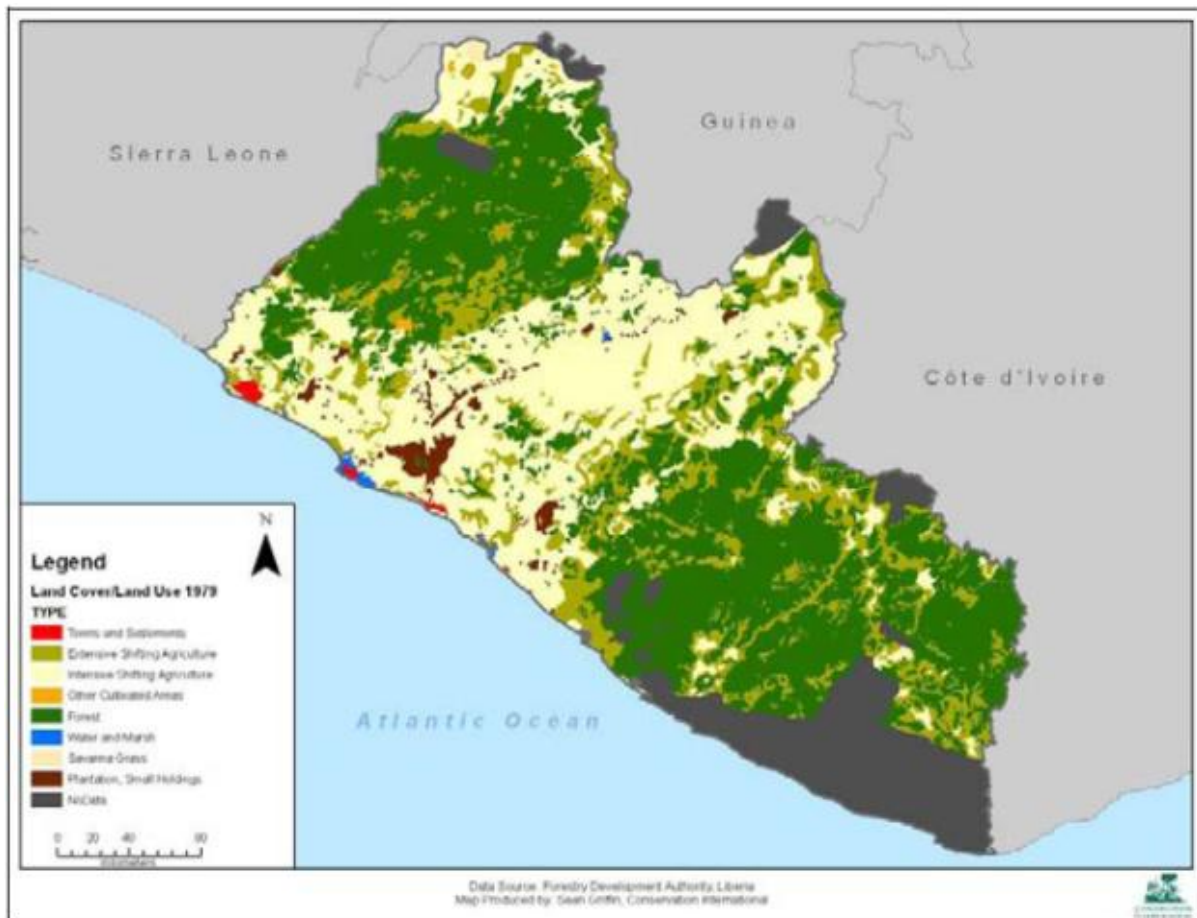 Sierra Leone
Guinea
Côte d'Ivoire
Atlantic Ocean
N
Legend
Land Cover/Land Use 1979
TYPE
Towns and Settlements
Extensive Shifting Agriculture
Intensive Shifting Agriculture
Other Cultivated Areas
Forest
Water and Marsh
Savanna Grass
Plantation, Small Holdings
NoData
0 20 40 80
Kilometers
Data Source: Forestry Development Authority, Liberia
Map Produced by: Sean Griffin, Conservation International